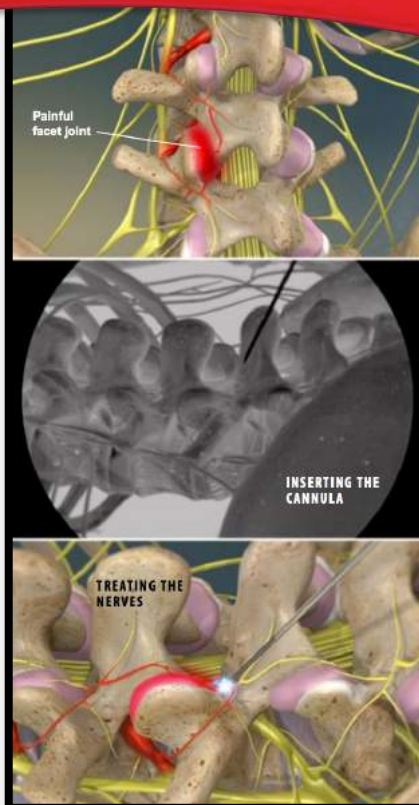 Painful
facet joint
INSERTING THE
CANNULA
TREATING THE
NERVES